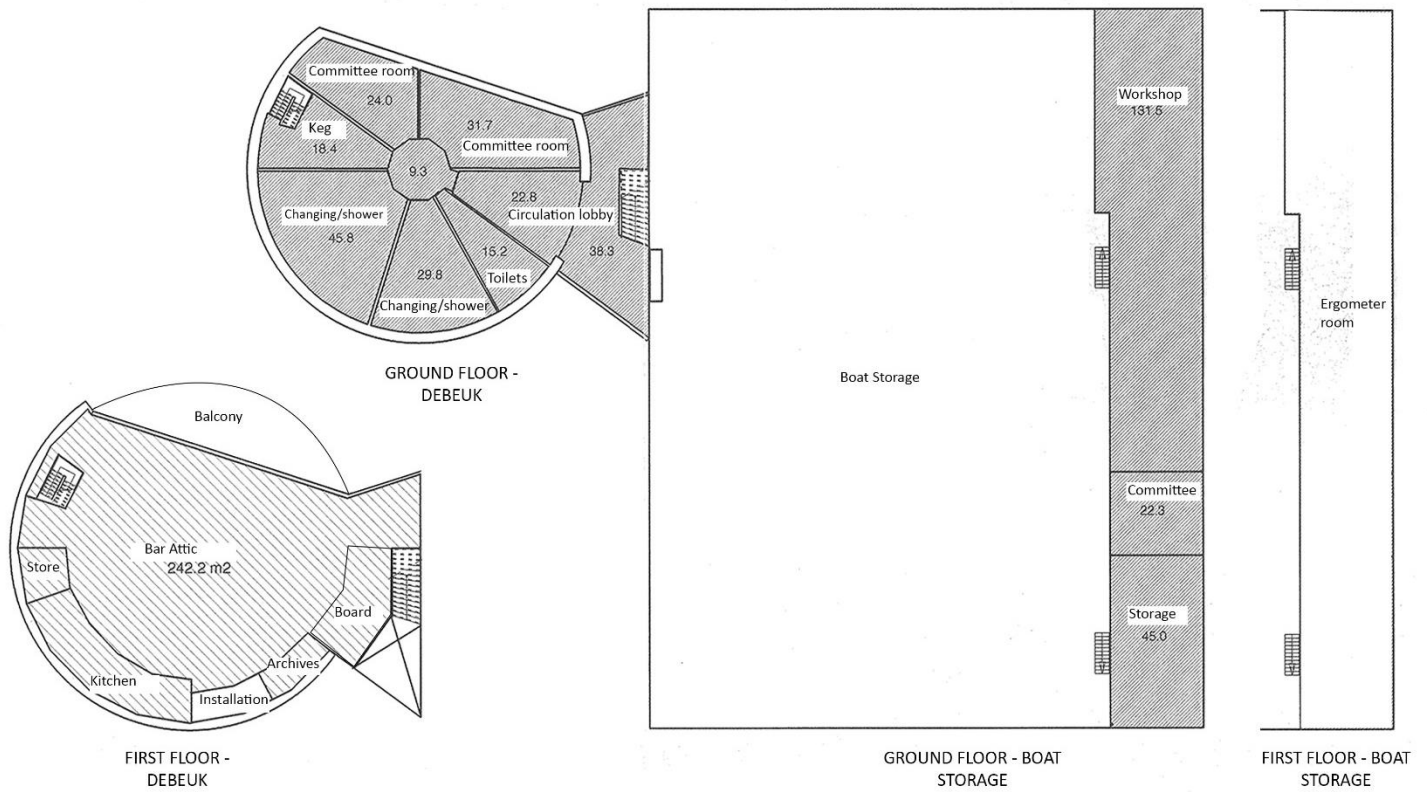 Committee room
24.0
Keg
18.4
31.7
Committee room
9.3
22.8
Circulation lobby
38.3
Changing/shower
45.8
15.2
Toilets
29.8
Changing/shower
GROUND FLOOR -
DEBEUK
Balcony
Bar Attic
242.2 m2
Store
Board
Archives
Kitchen
Installation
FIRST FLOOR -
DEBEUK
Workshop
131.5
Boat Storage
Committee
22.3
Storage
45.0
GROUND FLOOR - BOAT
STORAGE
Ergometer
room
FIRST FLOOR - BOAT
STORAGE